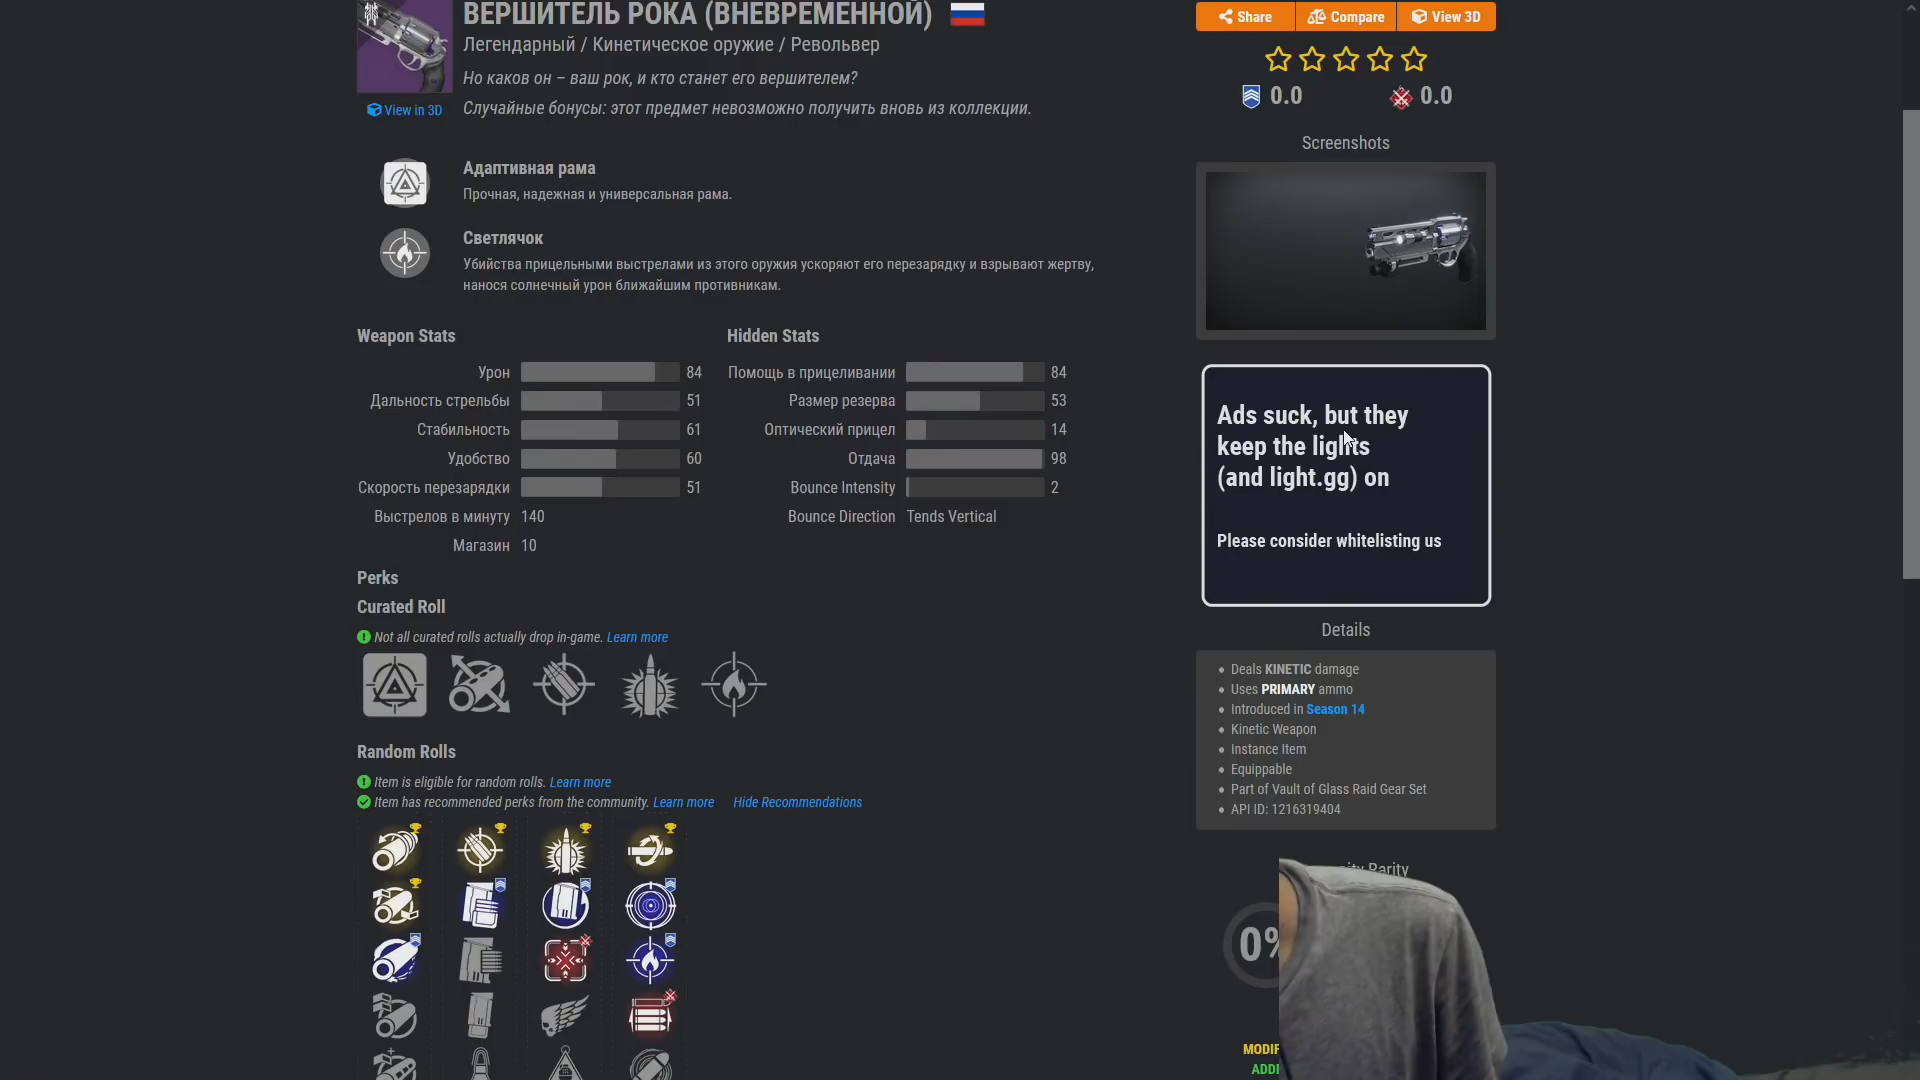 ВЕРШИТЕЛЬ РОКА (ВНЕВРЕМЕННОЙ)
Легендарный / Кинетическое оружие / Револьвер
Но каков он – ваш рок, и кто станет его вершителем?
View in 3D
Случайные бонусы: этот предмет невозможно получить вновь из коллекции.
Адаптивная рама
Прочная, надежная и универсальная рама.
Светлячок
Убийства прицельными выстрелами из этого оружия ускоряют его перезарядку и взрывают жертву,
нанося солнечный урон ближайшим противникам.
Weapon Stats
Урон 84
Дальность стрельбы 51
Стабильность 61
Удобство 60
Скорость перезарядки 51
Выстрелов в минуту 140
Магазин 10
Hidden Stats
Помощь в прицеливании 84
Размер резерва 53
Оптический прицел 14
Отдача 98
Bounce Intensity 2
Bounce Direction Tends Vertical
Perks
Curated Roll
Not all curated rolls actually drop in-game. Learn more
Random Rolls
Item is eligible for random rolls. Learn more
Item has recommended perks from the community. Learn more Hide Recommendations
Share Compare View 3D
0.0 0.0
Screenshots
Ads suck, but they
keep the lights
(and light.gg) on
Please consider whitelisting us
Details
Deals KINETIC damage
Uses PRIMARY ammo
Introduced in Season 14
Kinetic Weapon
Instance Item
Equippable
Part of Vault of Glass Raid Gear Set
API ID: 1216319404
Rarity
0%